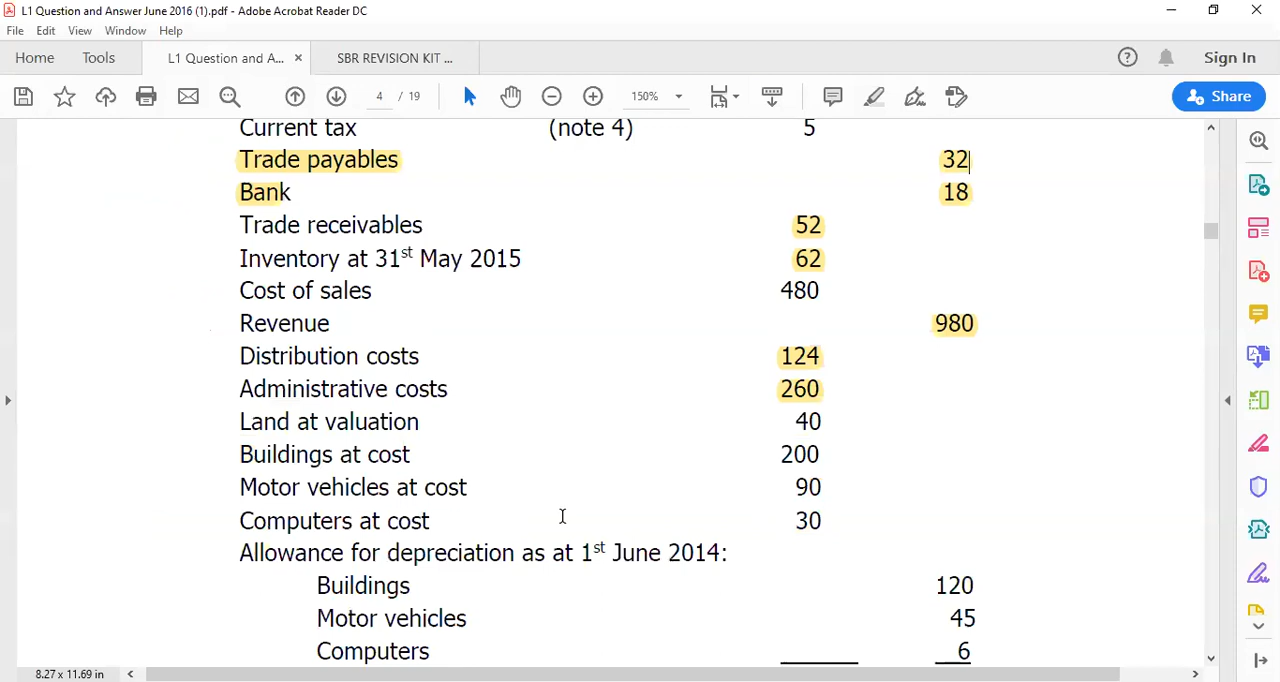 L1 Question and Answer June 2016 (1).pdf - Adobe Acrobat Reader DC
File Edit View Window Help
Home Tools L1 Question and A... × SBR REVISION KIT ... Sign In
4 / 19 150% Share
Current tax (note 4) 5
Trade payables 32
Bank 18
Trade receivables 52
Inventory at 31st May 2015 62
Cost of sales 480
Revenue 980
Distribution costs 124
Administrative costs 260
Land at valuation 40
Buildings at cost 200
Motor vehicles at cost 90
Computers at cost 30
Allowance for depreciation as at 1st June 2014:
Buildings 120
Motor vehicles 45
Computers 6
8.27 x 11.69 in